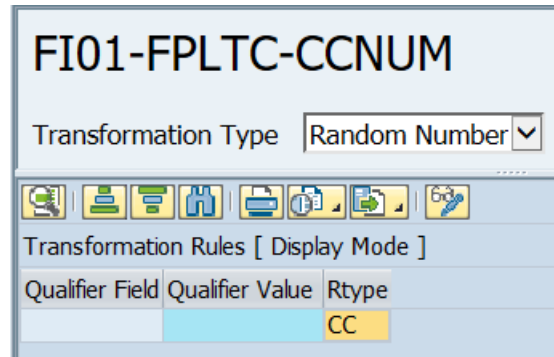 FI01-FPLTC-CCNUM
Transformation Type Random Number
Transformation Rules [ Display Mode ]
Qualifier Field Qualifier Value Rtype
CC